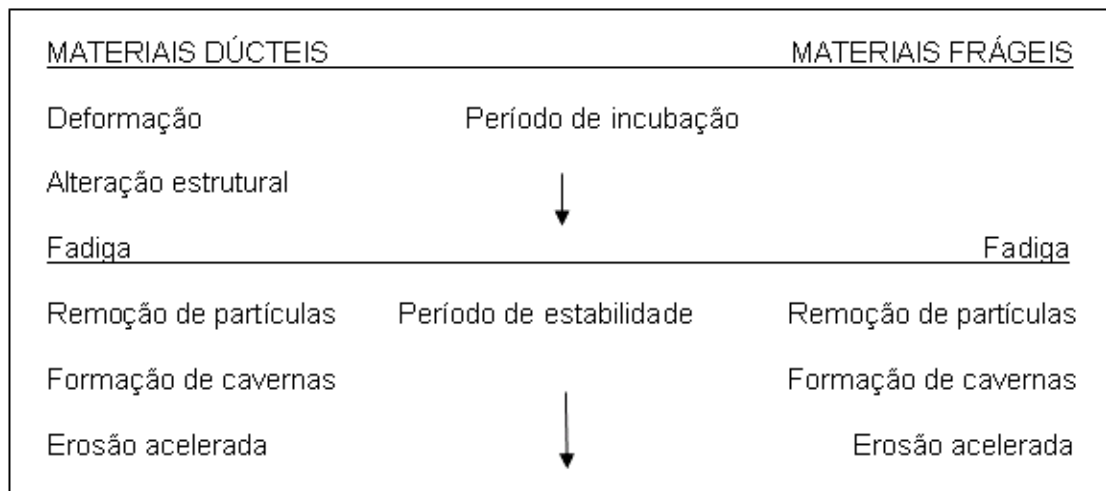 MATERIAIS DÚCTEIS MATERIAIS FRÁGEIS
Deformação Período de incubação
Alteração estrutural
Fadiga Fadiga
Remoção de partículas Período de estabilidade Remoção de partículas
Formação de cavernas Formação de cavernas
Erosão acelerada Erosão acelerada